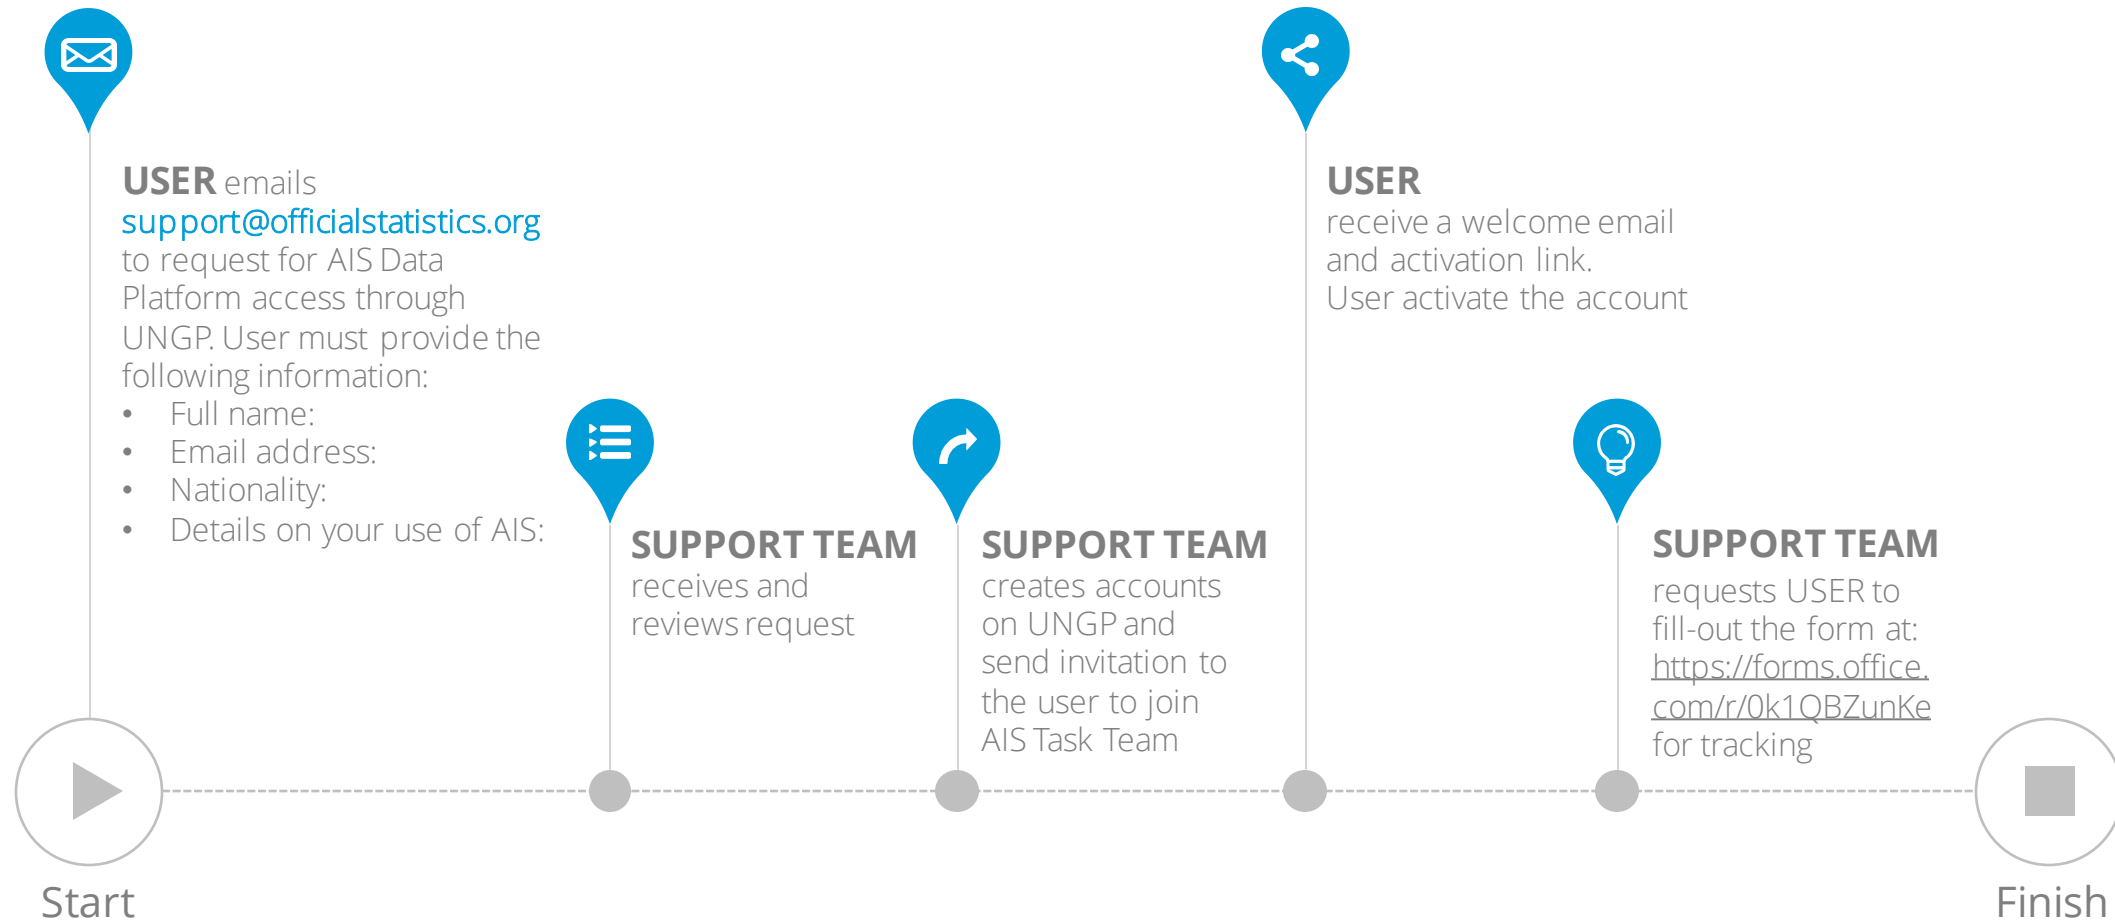 USER emails
support@officialstatistics.org
to request for AIS Data
Platform access through
UNGP. User must provide the
following information:
• Full name:
• Email address:
• Nationality:
• Details on your use of AIS:
SUPPORT TEAM
receives and
reviews request
SUPPORT TEAM
creates accounts
on UNGP and
send invitation to
the user to join
AIS Task Team
USER
receive a welcome email
and activation link.
User activate the account
SUPPORT TEAM
requests USER to
fill-out the form at:
https://forms.office.
com/r/0k1QBZunKe
for tracking
Start
Finish